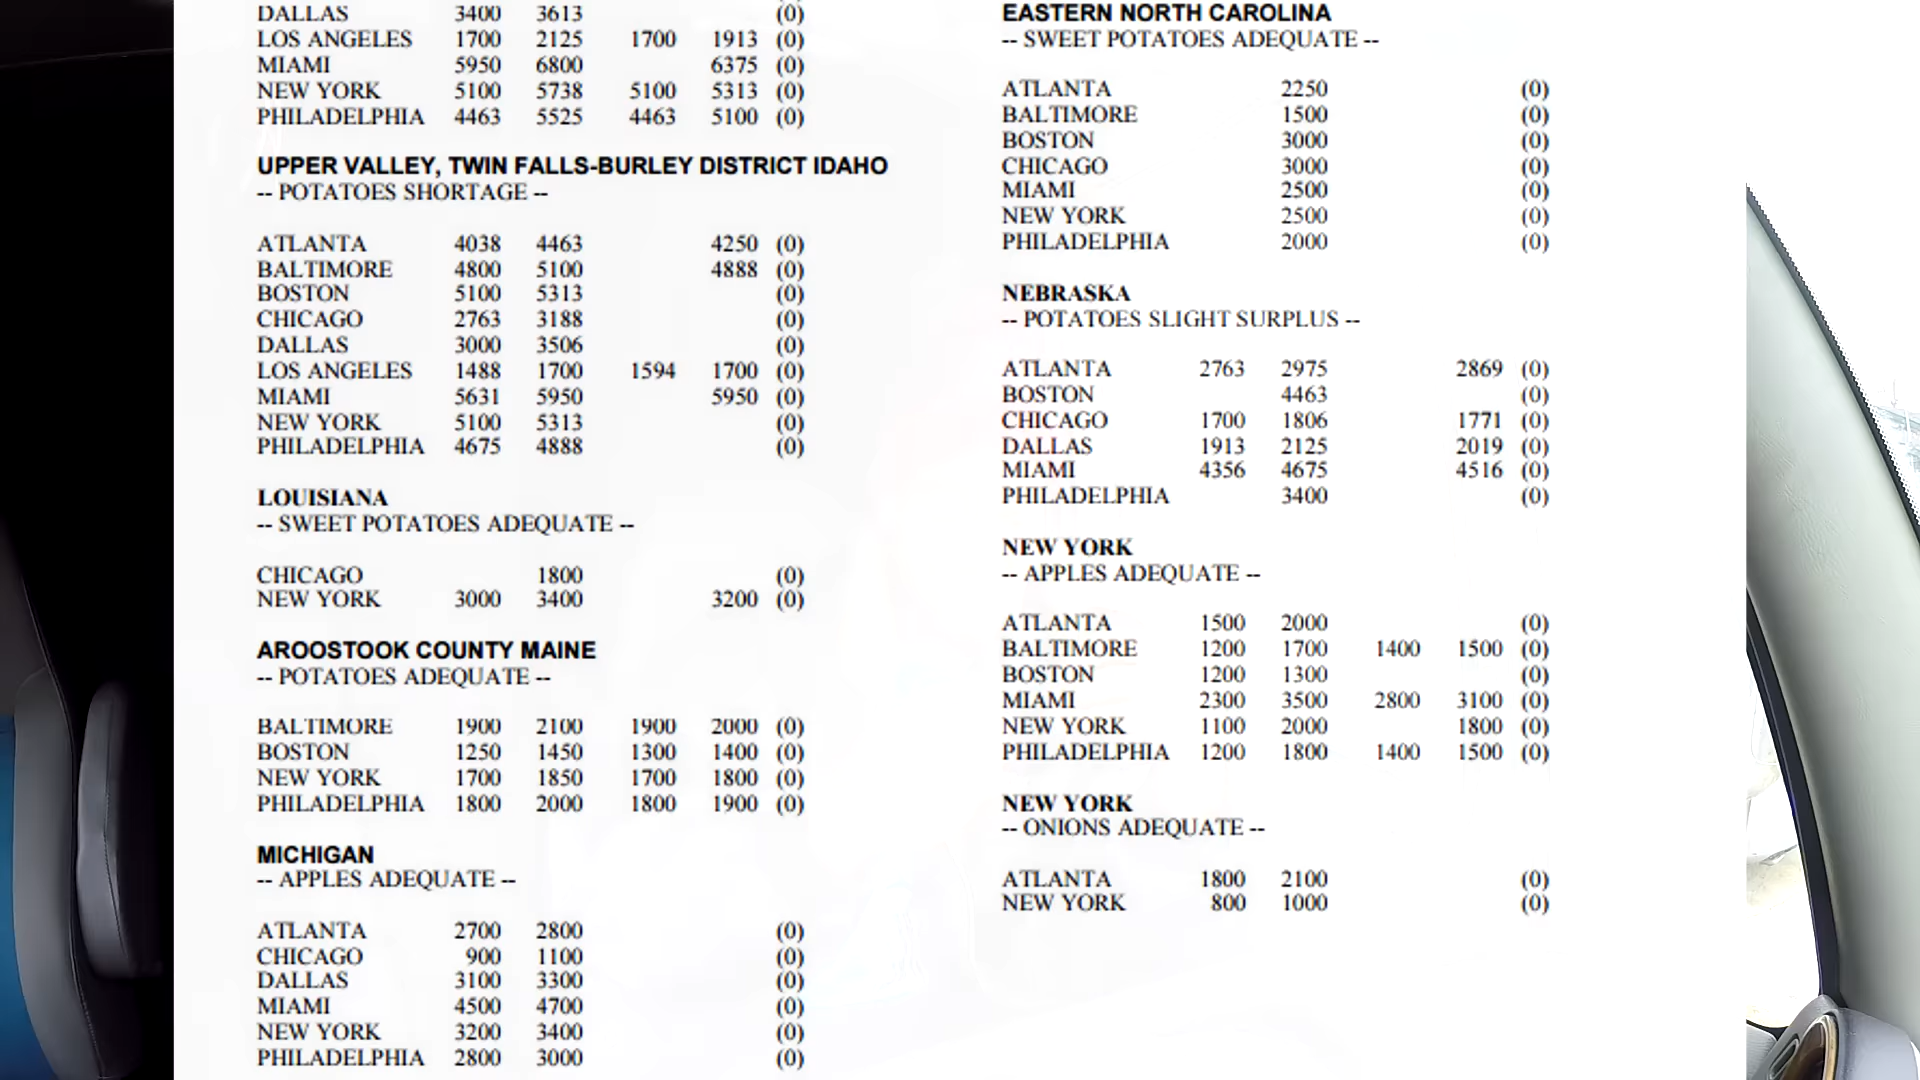 DALLAS 3400 3613 (0)
LOS ANGELES 1700 2125 1700 1913 (0)
MIAMI 5950 6800 6375 (0)
NEW YORK 5100 5738 5100 5313 (0)
PHILADELPHIA 4463 5525 4463 5100 (0)
UPPER VALLEY, TWIN FALLS-BURLEY DISTRICT IDAHO
-- POTATOES SHORTAGE --
ATLANTA 4038 4463 4250 (0)
BALTIMORE 4800 5100 4888 (0)
BOSTON 5100 5313 (0)
CHICAGO 2763 3188 (0)
DALLAS 3000 3506 (0)
LOS ANGELES 1488 1700 1594 1700 (0)
MIAMI 5631 5950 5950 (0)
NEW YORK 5100 5313 (0)
PHILADELPHIA 4675 4888 (0)
LOUISIANA
-- SWEET POTATOES ADEQUATE --
CHICAGO 1800 (0)
NEW YORK 3000 3400 3200 (0)
AROOSTOOK COUNTY MAINE
-- POTATOES ADEQUATE --
BALTIMORE 1900 2100 1900 2000 (0)
BOSTON 1250 1450 1300 1400 (0)
NEW YORK 1700 1850 1700 1800 (0)
PHILADELPHIA 1800 2000 1800 1900 (0)
MICHIGAN
-- APPLES ADEQUATE --
ATLANTA 2700 2800 (0)
CHICAGO 900 1100 (0)
DALLAS 3100 3300 (0)
MIAMI 4500 4700 (0)
NEW YORK 3200 3400 (0)
PHILADELPHIA 2800 3000 (0)
EASTERN NORTH CAROLINA
-- SWEET POTATOES ADEQUATE --
ATLANTA 2250 (0)
BALTIMORE 1500 (0)
BOSTON 3000 (0)
CHICAGO 3000 (0)
MIAMI 2500 (0)
NEW YORK 2500 (0)
PHILADELPHIA 2000 (0)
NEBRASKA
-- POTATOES SLIGHT SURPLUS --
ATLANTA 2763 2975 2869 (0)
BOSTON 4463 (0)
CHICAGO 1700 1806 1771 (0)
DALLAS 1913 2125 2019 (0)
MIAMI 4356 4675 4516 (0)
PHILADELPHIA 3400 (0)
NEW YORK
-- APPLES ADEQUATE --
ATLANTA 1500 2000 (0)
BALTIMORE 1200 1700 1400 1500 (0)
BOSTON 1200 1300 (0)
MIAMI 2300 3500 2800 3100 (0)
NEW YORK 1100 2000 1800 (0)
PHILADELPHIA 1200 1800 1400 1500 (0)
NEW YORK
-- ONIONS ADEQUATE --
ATLANTA 1800 2100 (0)
NEW YORK 800 1000 (0)